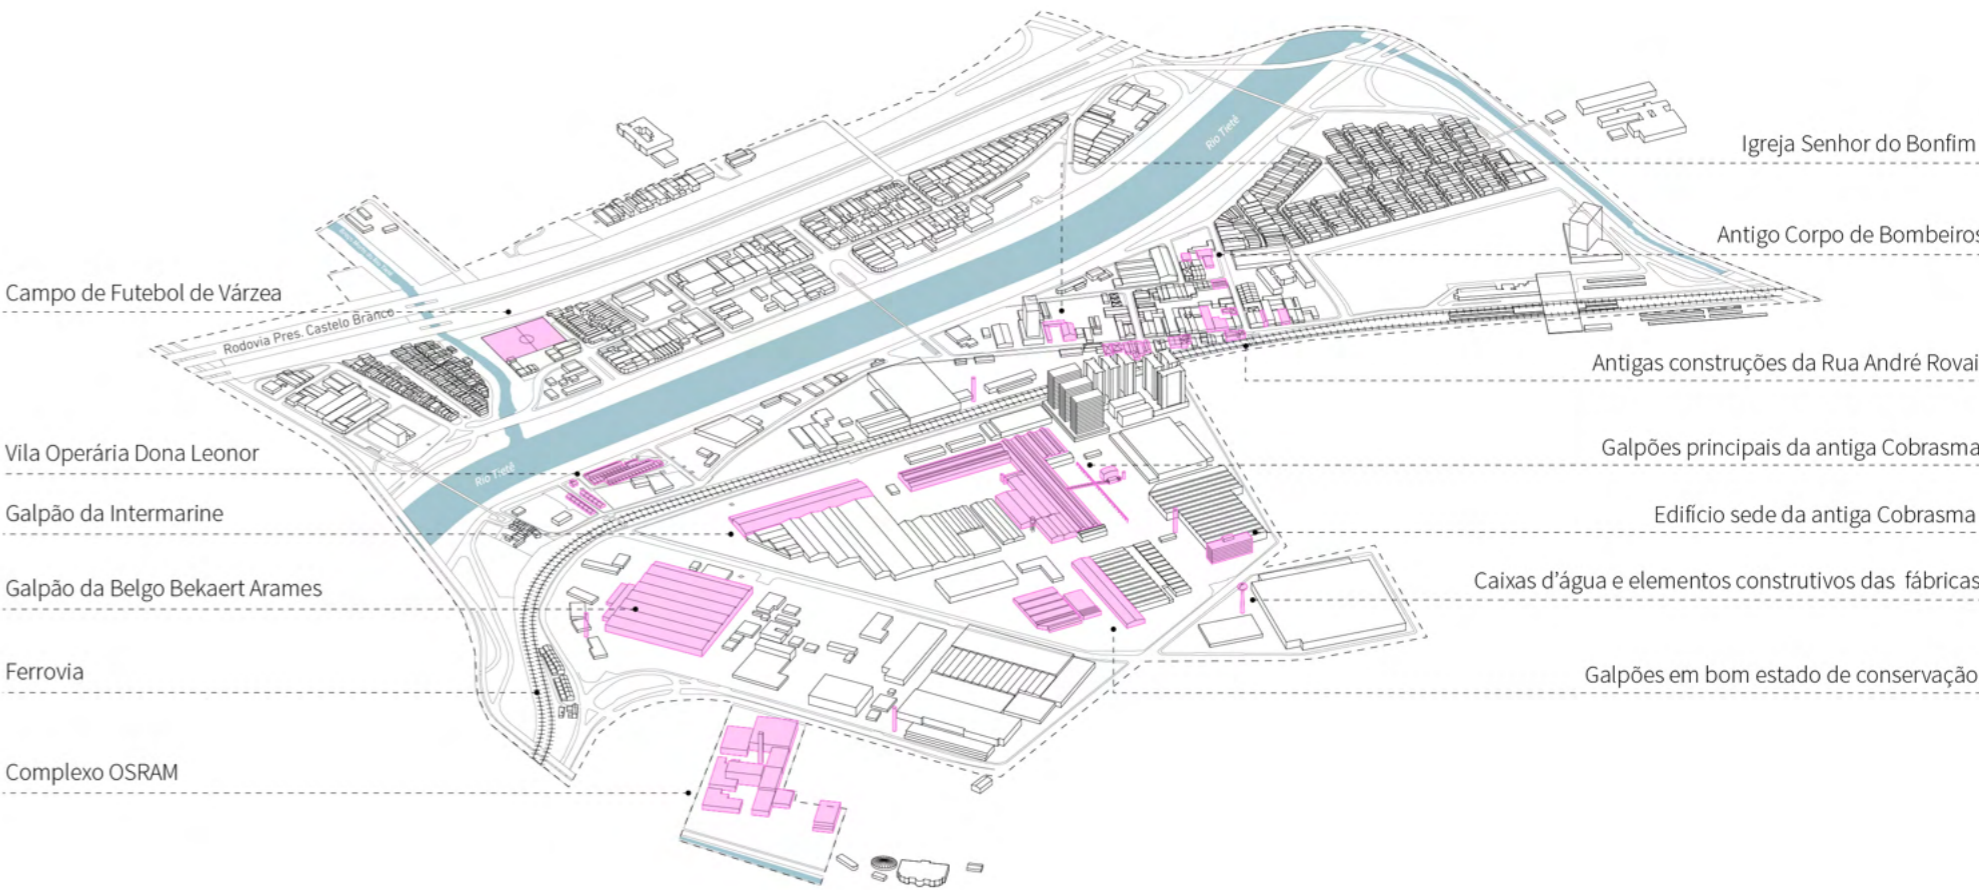 Igreja Senhor do Bonfim
Rio Tietê
Antigo Corpo de Bombeiros
Campo de Futebol de Várzea
Rodovia Pres. Castelo Branco
Antigas construções da Rua André Rovai
Vila Operária Dona Leonor
Galpões principais da antiga Cobrasma
Rio Tietê
Galpão da Intermarine
Edifício sede da antiga Cobrasma
Galpão da Belgo Bekaert Arames
Caixas d’água e elementos construtivos das fábricas
Ferrovia
Galpões em bom estado de conservação
Complexo OSRAM